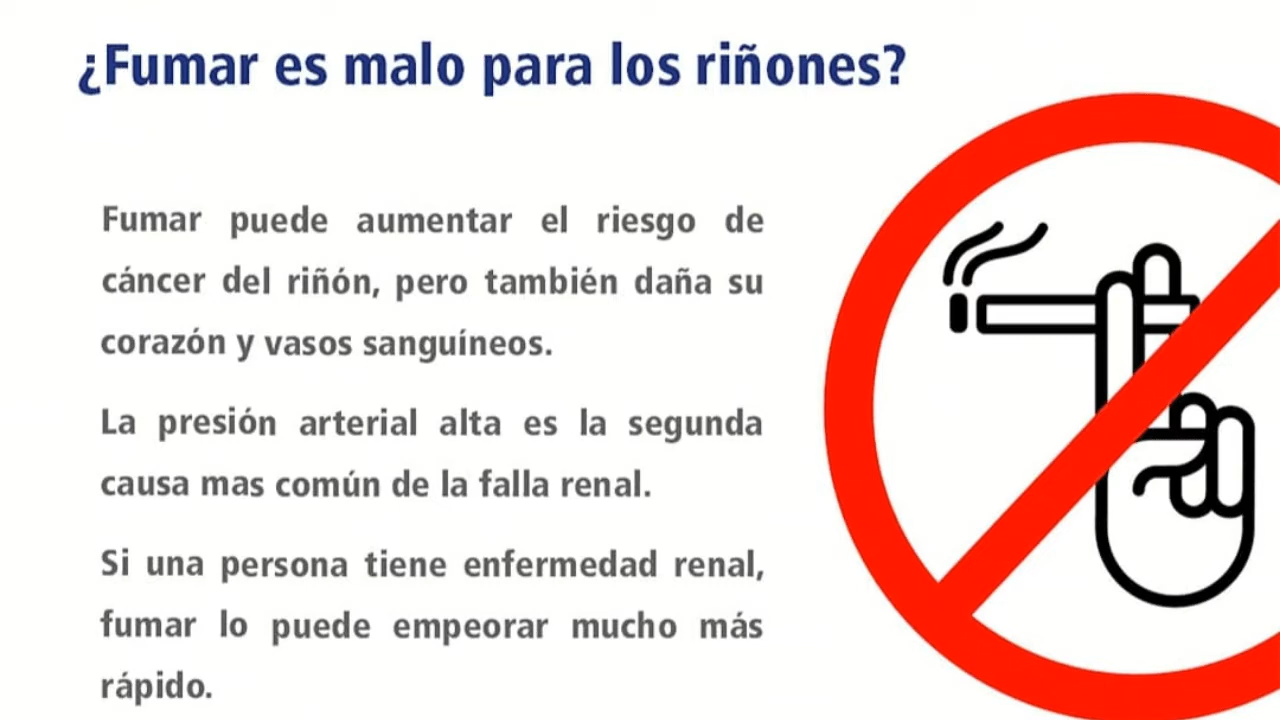 ¿Fumar es malo para los riñones?
Fumar puede aumentar el riesgo de
cáncer del riñón, pero también daña su
corazón y vasos sanguíneos.
La presión arterial alta es la segunda
causa mas común de la falla renal.
Si una persona tiene enfermedad renal,
fumar lo puede empeorar mucho más
rápido.